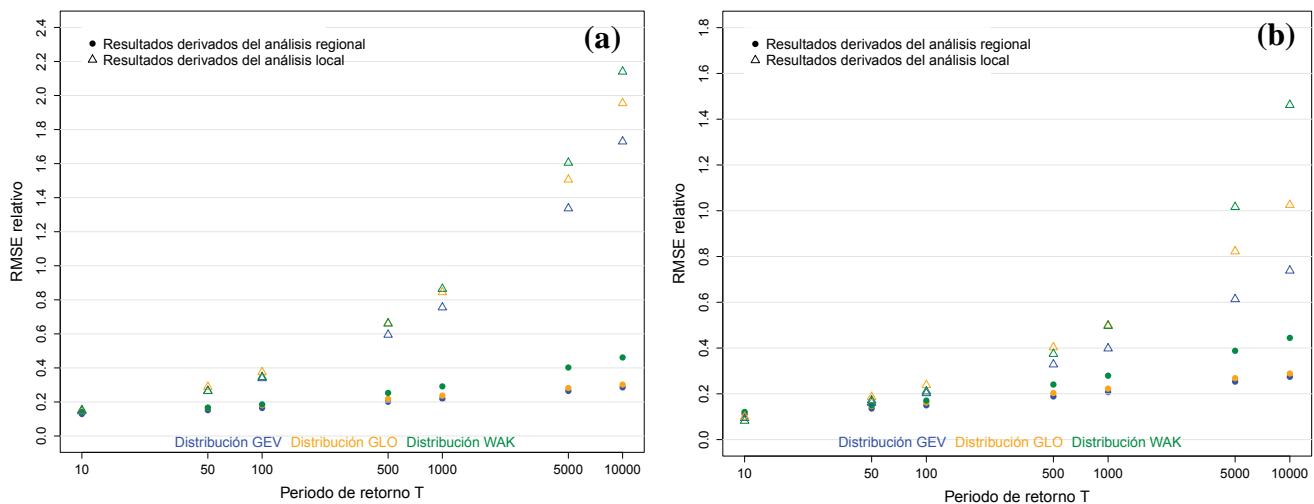 (a)
● Resultados derivados del análisis regional
△ Resultados derivados del análisis local
RMSE relativo
2.4
2.2
2.0
1.8
1.6
1.4
1.2
1.0
0.8
0.6
0.4
0.2
0.0
Distribución GEV Distribución GLO Distribución WAK
10 50 100 500 1000 5000 10000
Periodo de retorno T
(b)
● Resultados derivados del análisis regional
△ Resultados derivados del análisis local
RMSE relativo
1.8
1.6
1.4
1.2
1.0
0.8
0.6
0.4
0.2
0.0
Distribución GEV Distribución GLO Distribución WAK
10 50 100 500 1000 5000 10000
Periodo de retorno T